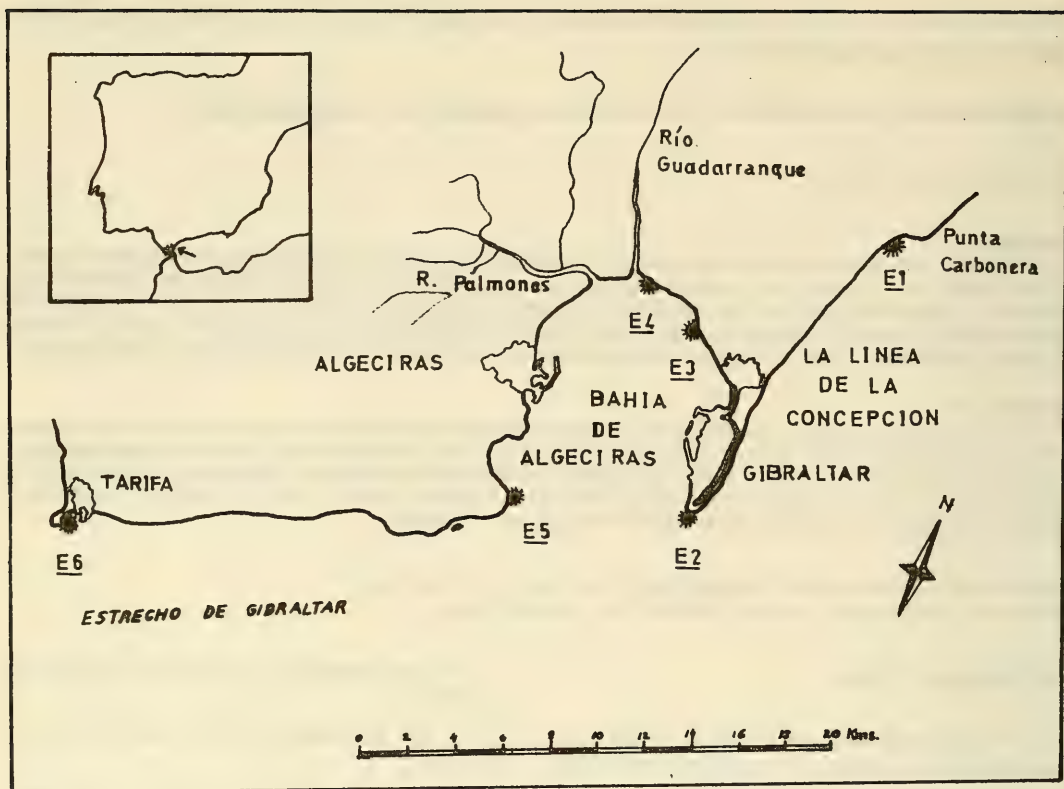 Río
Guadarranque
Punta
Carbonera
E1
R. Palmones
E4
E3
ALGECIRAS
LA LINEA
DE LA
CONCEPCION
BAHIA
DE
ALGECIRAS
GIBRALTAR
TARIFA
E5
E2
E6
N
ESTRECHO DE GIBRALTAR
0 2 4 6 8 10 12 14 16 18 20 Kms.